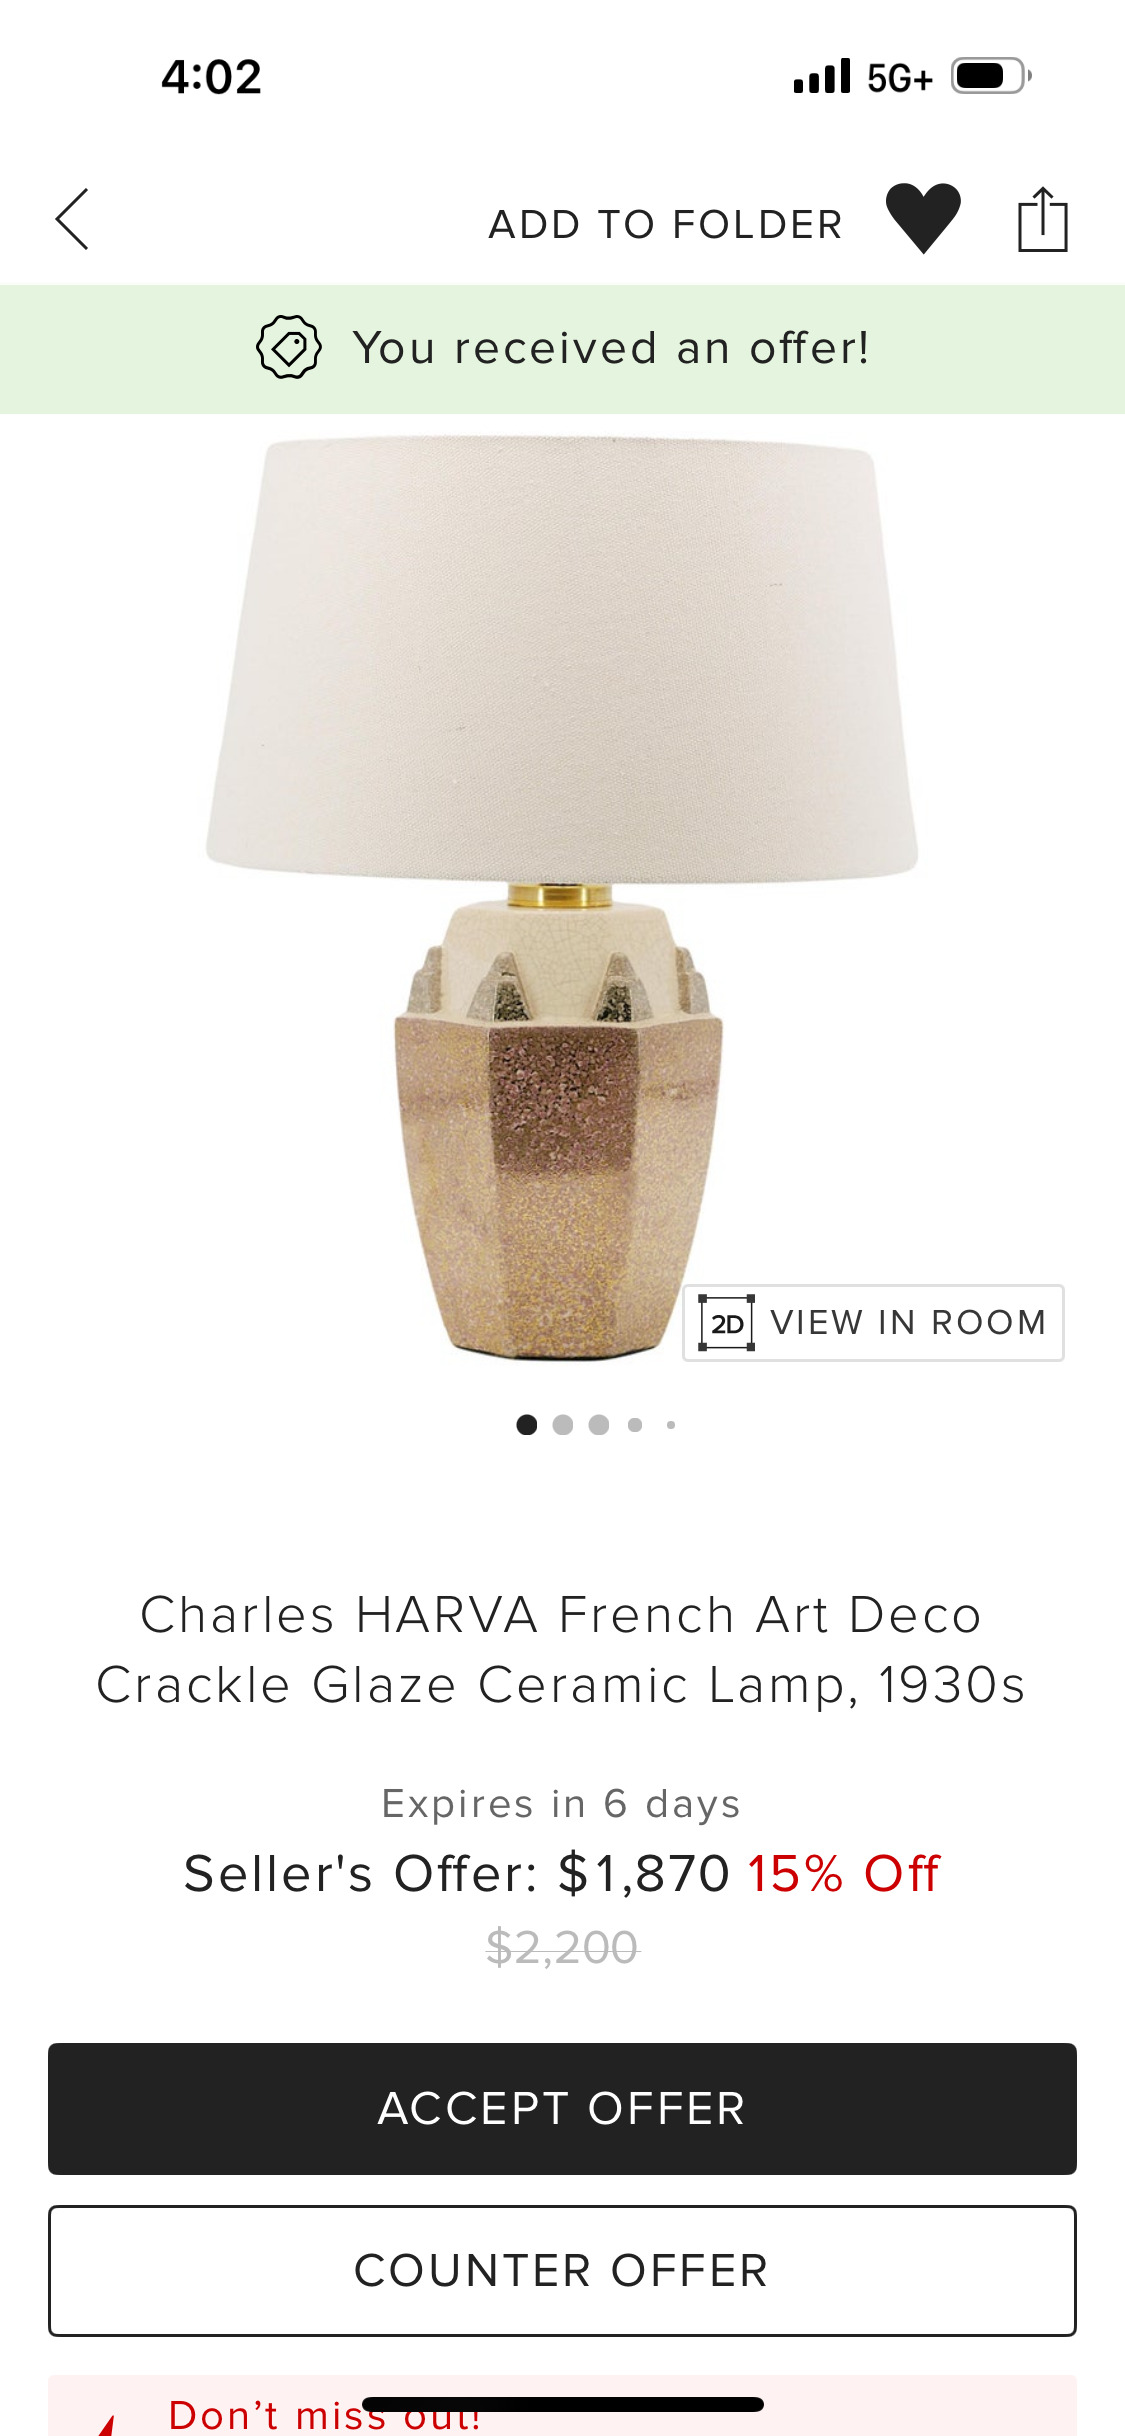 4:02
5G+
ADD TO FOLDER
You received an offer!
2D VIEW IN ROOM
Charles HARVA French Art Deco
Crackle Glaze Ceramic Lamp, 1930s
Expires in 6 days
Seller's Offer: $1,870 15% Off
$2,200
ACCEPT OFFER
COUNTER OFFER
Don’t miss out!